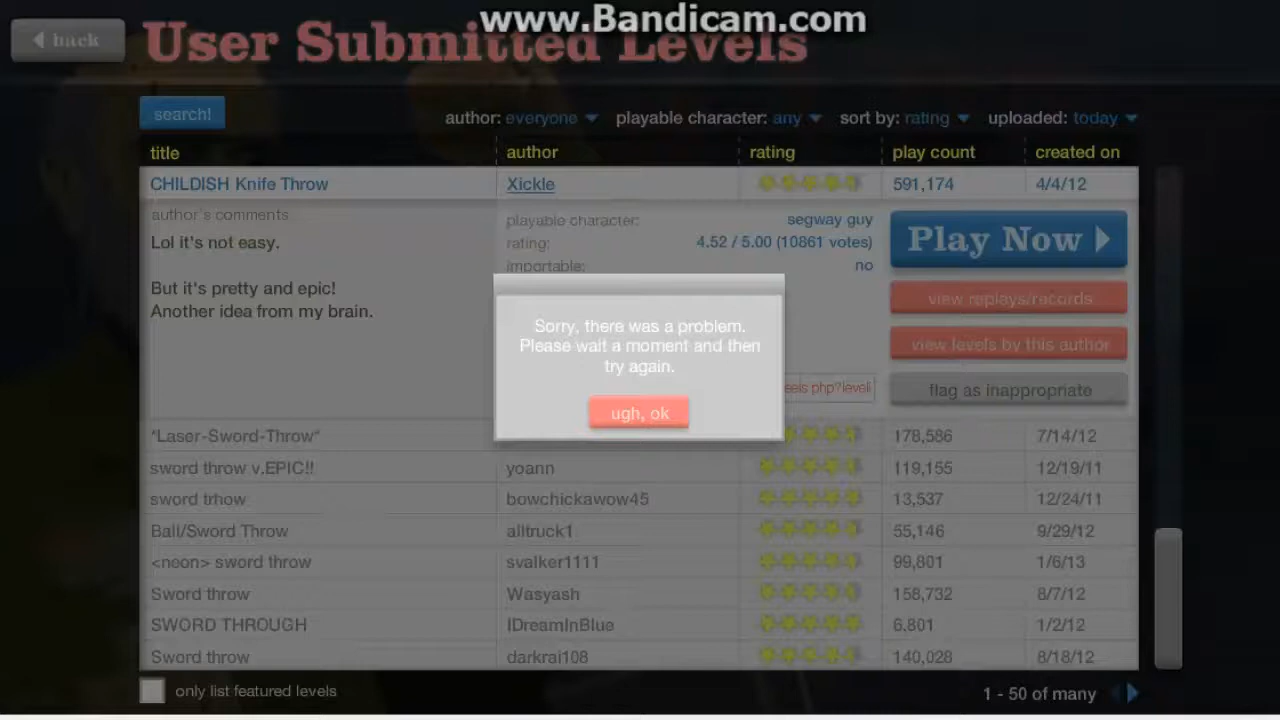 www.Bandicam.com
back
User Submitted Levels
search!
author: everyone playable character: any sort by: rating uploaded: today
title author rating play count created on
CHILDISH Knife Throw Xickle 591,174 4/4/12
author's comments
Lol it's not easy.
But it's pretty and epic!
Another idea from my brain.
playable character: segway guy
rating: 4.52 / 5.00 (10861 votes)
importable: no
Play Now
view replays/records
view levels by this author
flag as inappropriate
Sorry, there was a problem.
Please wait a moment and then
try again.
ugh, ok
"Laser-Sword-Throw" 178,586 7/14/12
sword throw v.EPIC!! yoann 119,155 12/19/11
sword trhow bowchickawow45 13,537 12/24/11
Ball/Sword Throw alltruck1 55,146 9/29/12
<neon> sword throw svalker1111 99,801 1/6/13
Sword throw Wasyash 158,732 8/7/12
SWORD THROUGH IDreamInBlue 6,801 1/2/12
Sword throw darkrai108 140,028 8/18/12
only list featured levels
1 - 50 of many